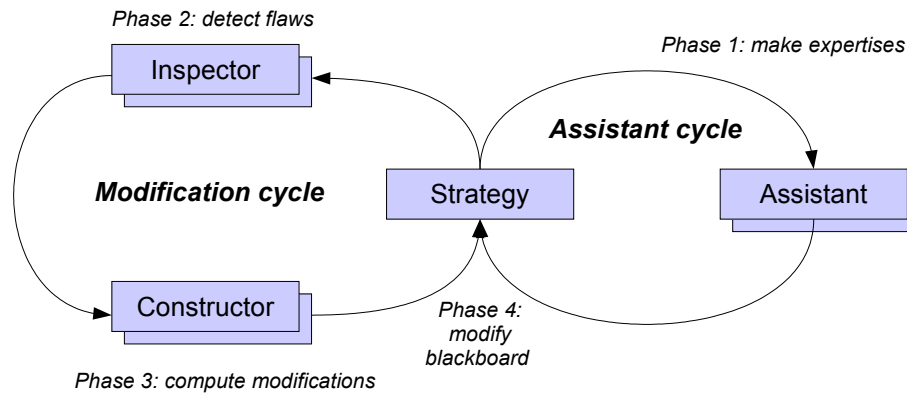 Phase 2: detect flaws
Phase 1: make expertises
Inspector
Assistant cycle
Modification cycle
Strategy
Assistant
Constructor
Phase 4:
modify
blackboard
Phase 3: compute modifications